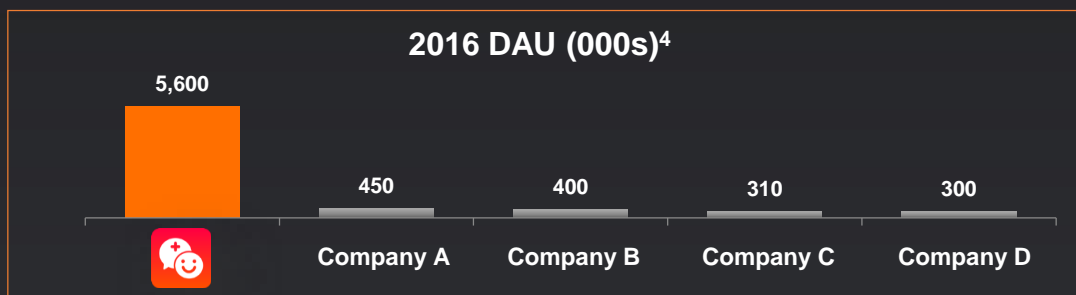 2016 DAU (000s)⁴
5,600
450
400
310
300
Company A
Company B
Company C
Company D